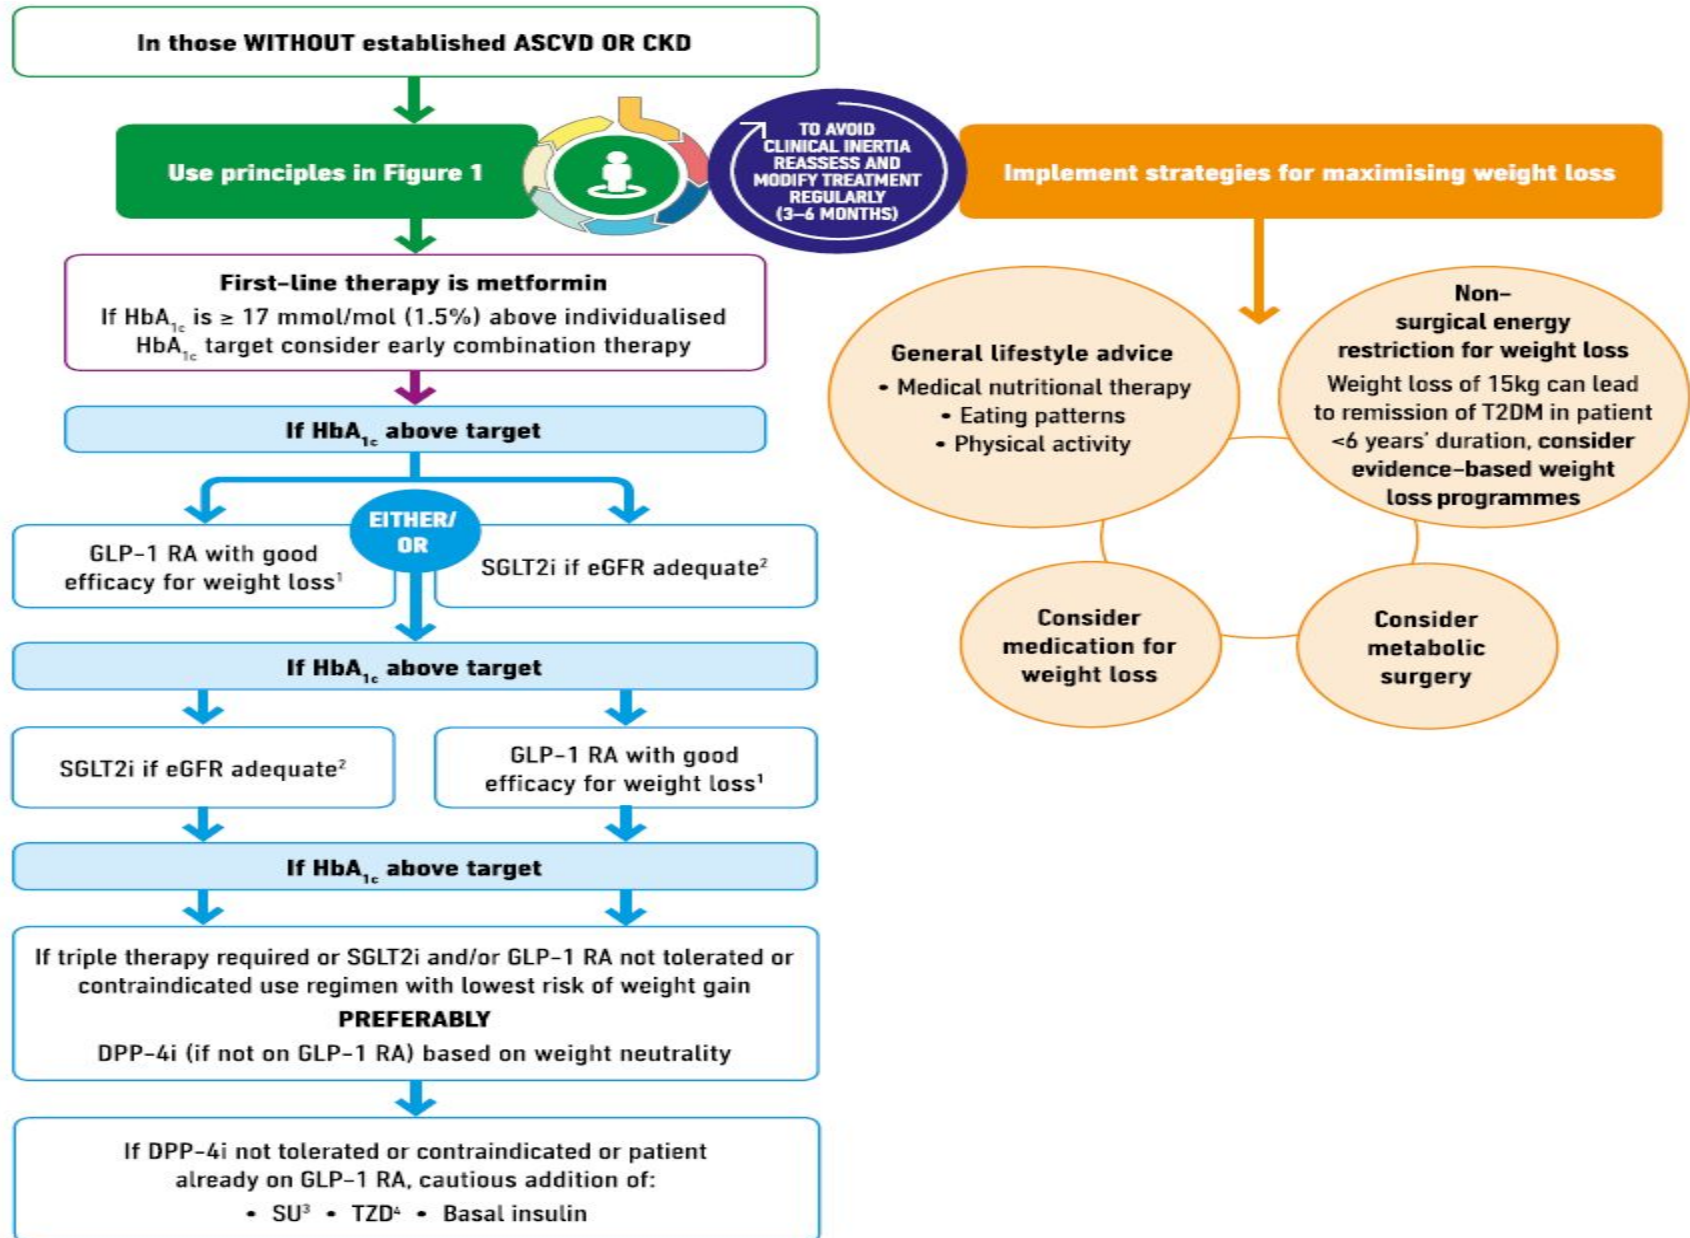 In those WITHOUT established ASCVD OR CKD
Use principles in Figure 1
TO AVOID
CLINICAL INERTIA
REASSESS AND
MODIFY TREATMENT
REGULARLY
(3–6 MONTHS)
Implement strategies for maximising weight loss
First-line therapy is metformin
If HbA1c is ≥ 17 mmol/mol (1.5%) above individualised
HbA1c target consider early combination therapy
If HbA1c above target
EITHER/
OR
GLP-1 RA with good
efficacy for weight loss¹
SGLT2i if eGFR adequate²
If HbA1c above target
SGLT2i if eGFR adequate²
GLP-1 RA with good
efficacy for weight loss¹
If HbA1c above target
If triple therapy required or SGLT2i and/or GLP-1 RA not tolerated or
contraindicated use regimen with lowest risk of weight gain
PREFERABLY
DPP-4i (if not on GLP-1 RA) based on weight neutrality
If DPP-4i not tolerated or contraindicated or patient
already on GLP-1 RA, cautious addition of:
• SU³ • TZD⁴ • Basal insulin
General lifestyle advice
• Medical nutritional therapy
• Eating patterns
• Physical activity
Non-
surgical energy
restriction for weight loss
Weight loss of 15kg can lead
to remission of T2DM in patient
<6 years' duration, consider
evidence-based weight
loss programmes
Consider
medication for
weight loss
Consider
metabolic
surgery